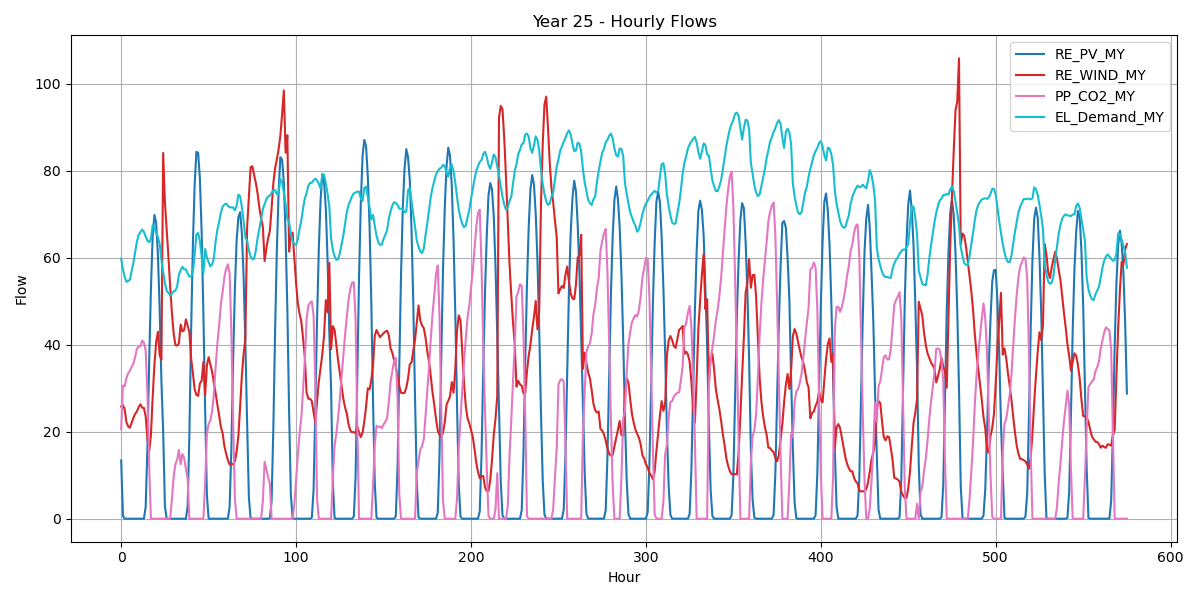 Year 25 - Hourly Flows
RE_PV_MY
RE_WIND_MY
PP_CO2_MY
EL_Demand_MY
Flow
100
80
60
40
20
0
0 100 200 300 400 500 600
Hour